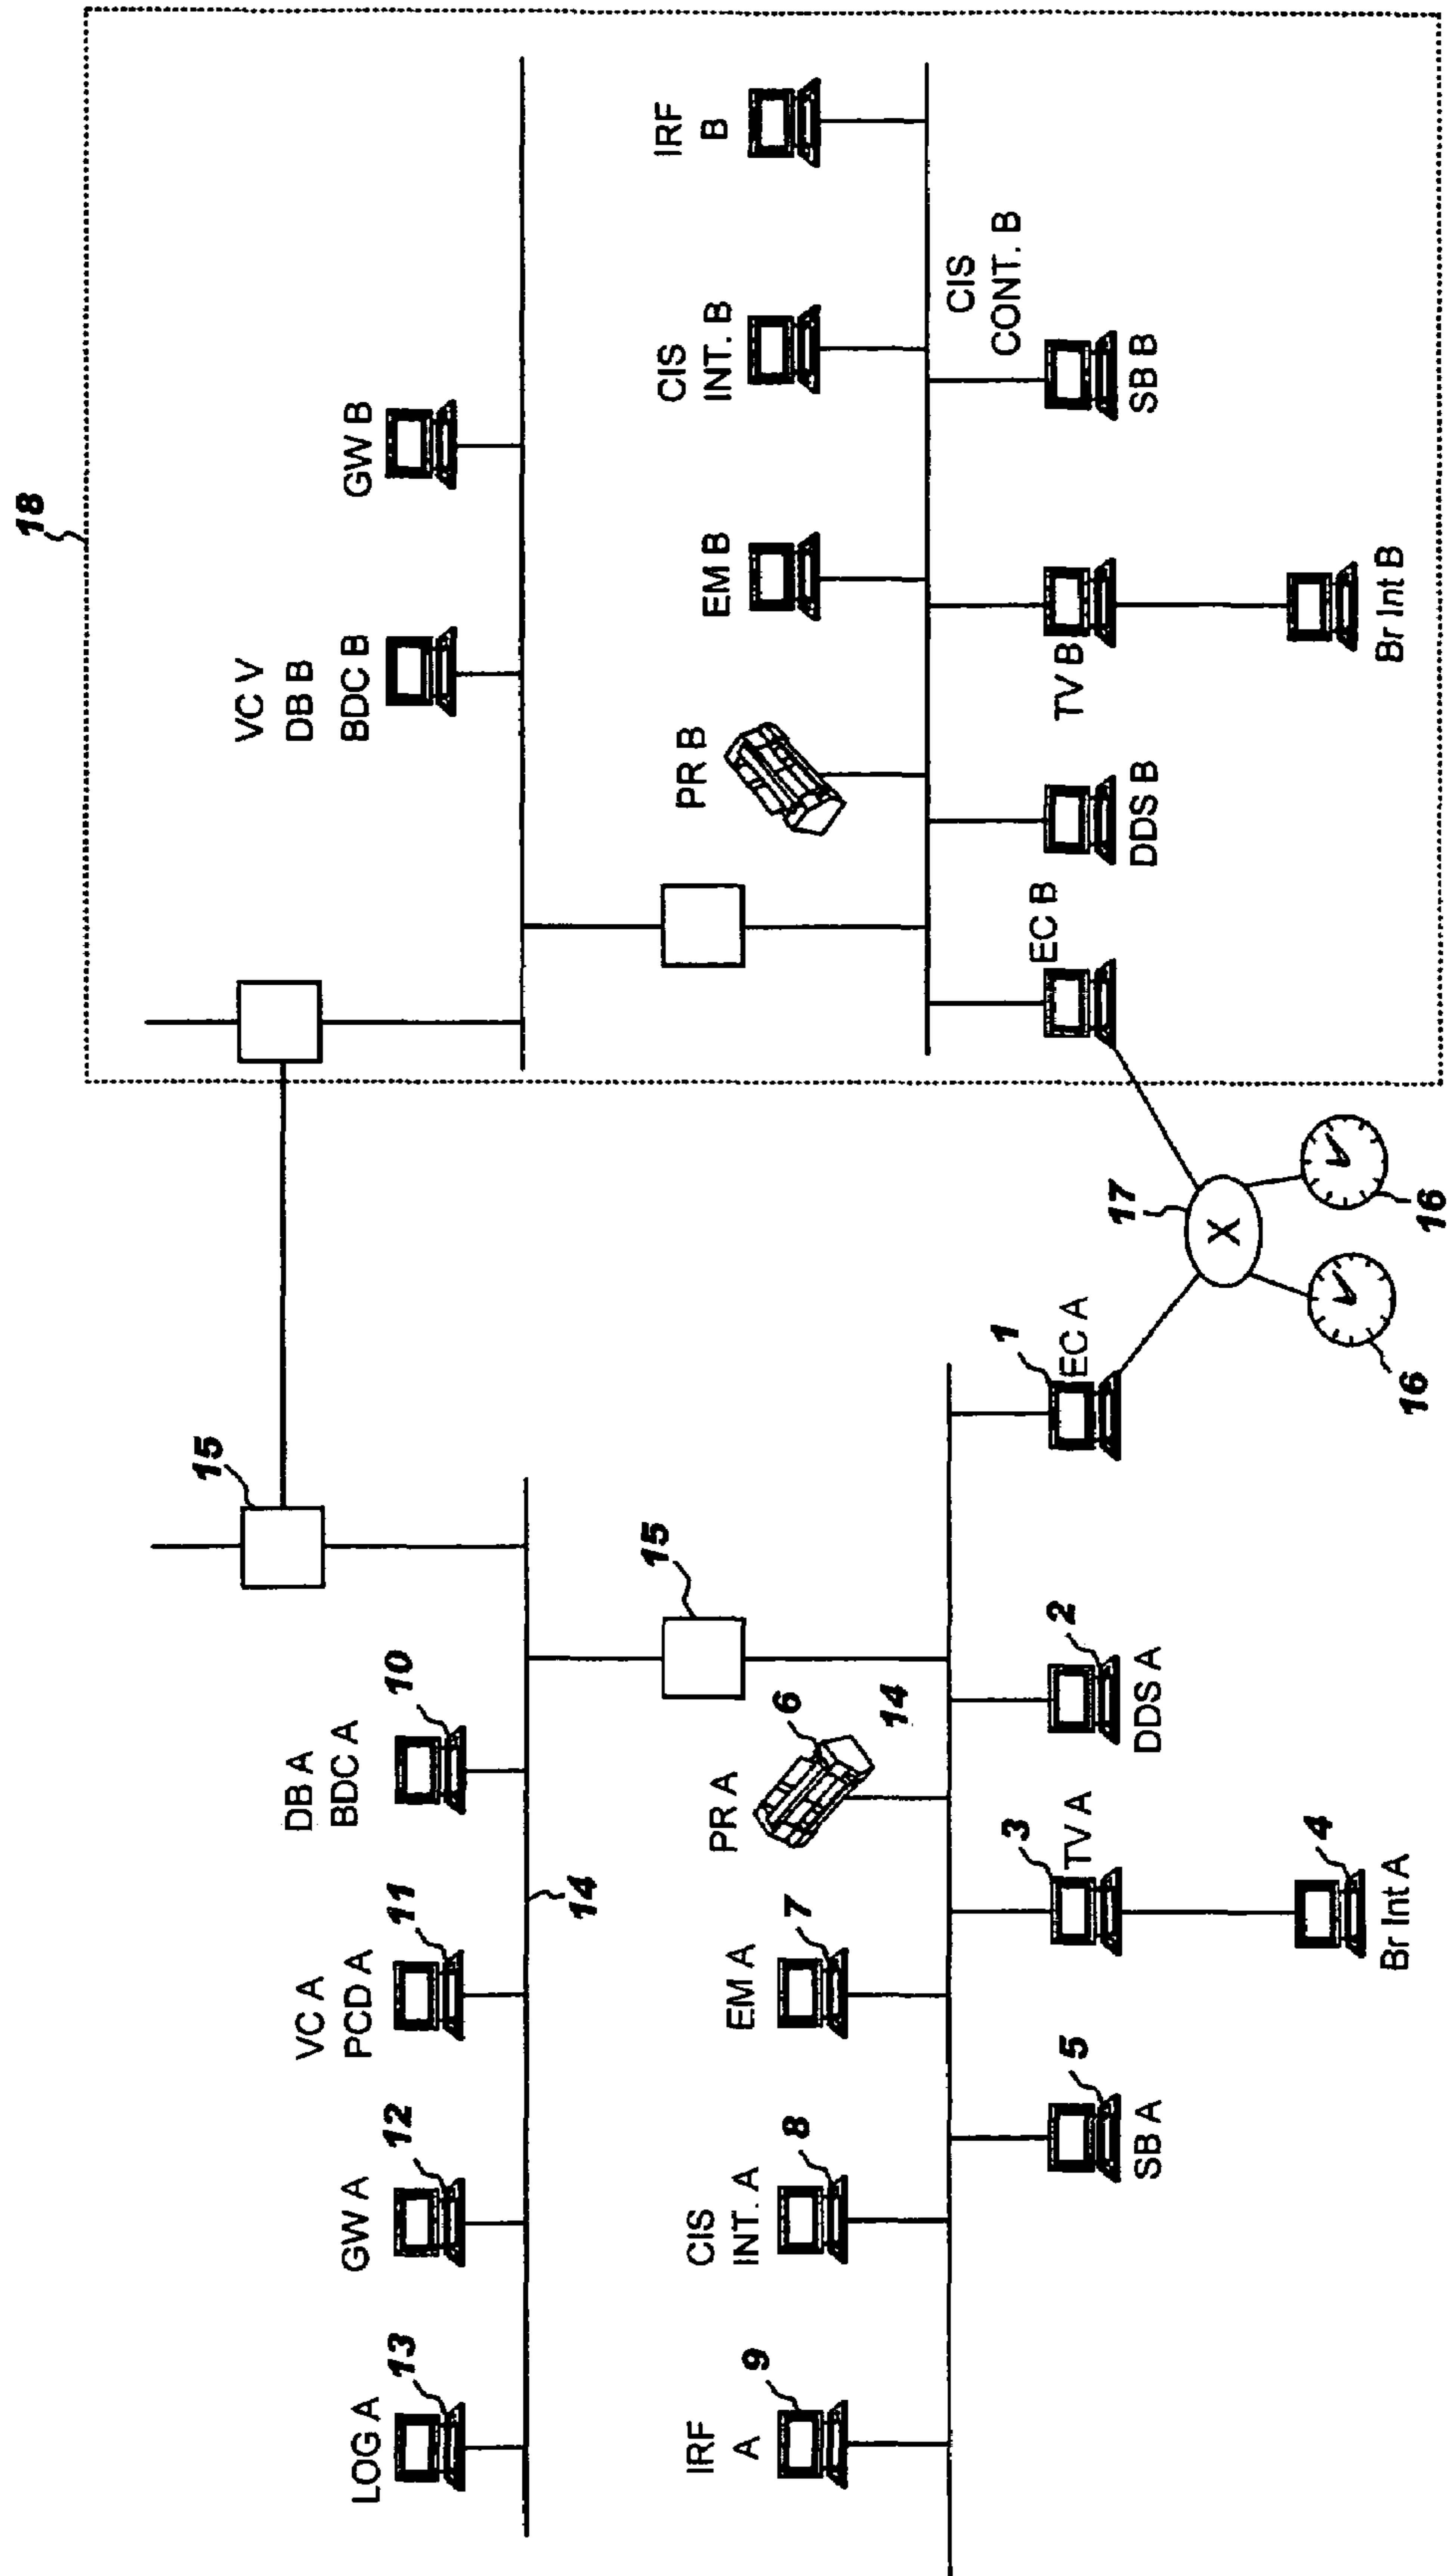 18
15
LOG A
13
GW A
12
VC A
PCD A
11
DB A
BDC A
10
VC V
DB B
BDC B
GW B
14
15
IRF
A
9
CIS
INT. A
8
EM A
7
PR A
6
14
PR B
EM B
CIS
INT. B
IRF
B
SB A
5
3
TV A
DDS A
2
1
EC A
EC B
DDS B
TV B
CIS
CONT. B
SB B
4
Br Int A
17
X
16
16
Br Int B